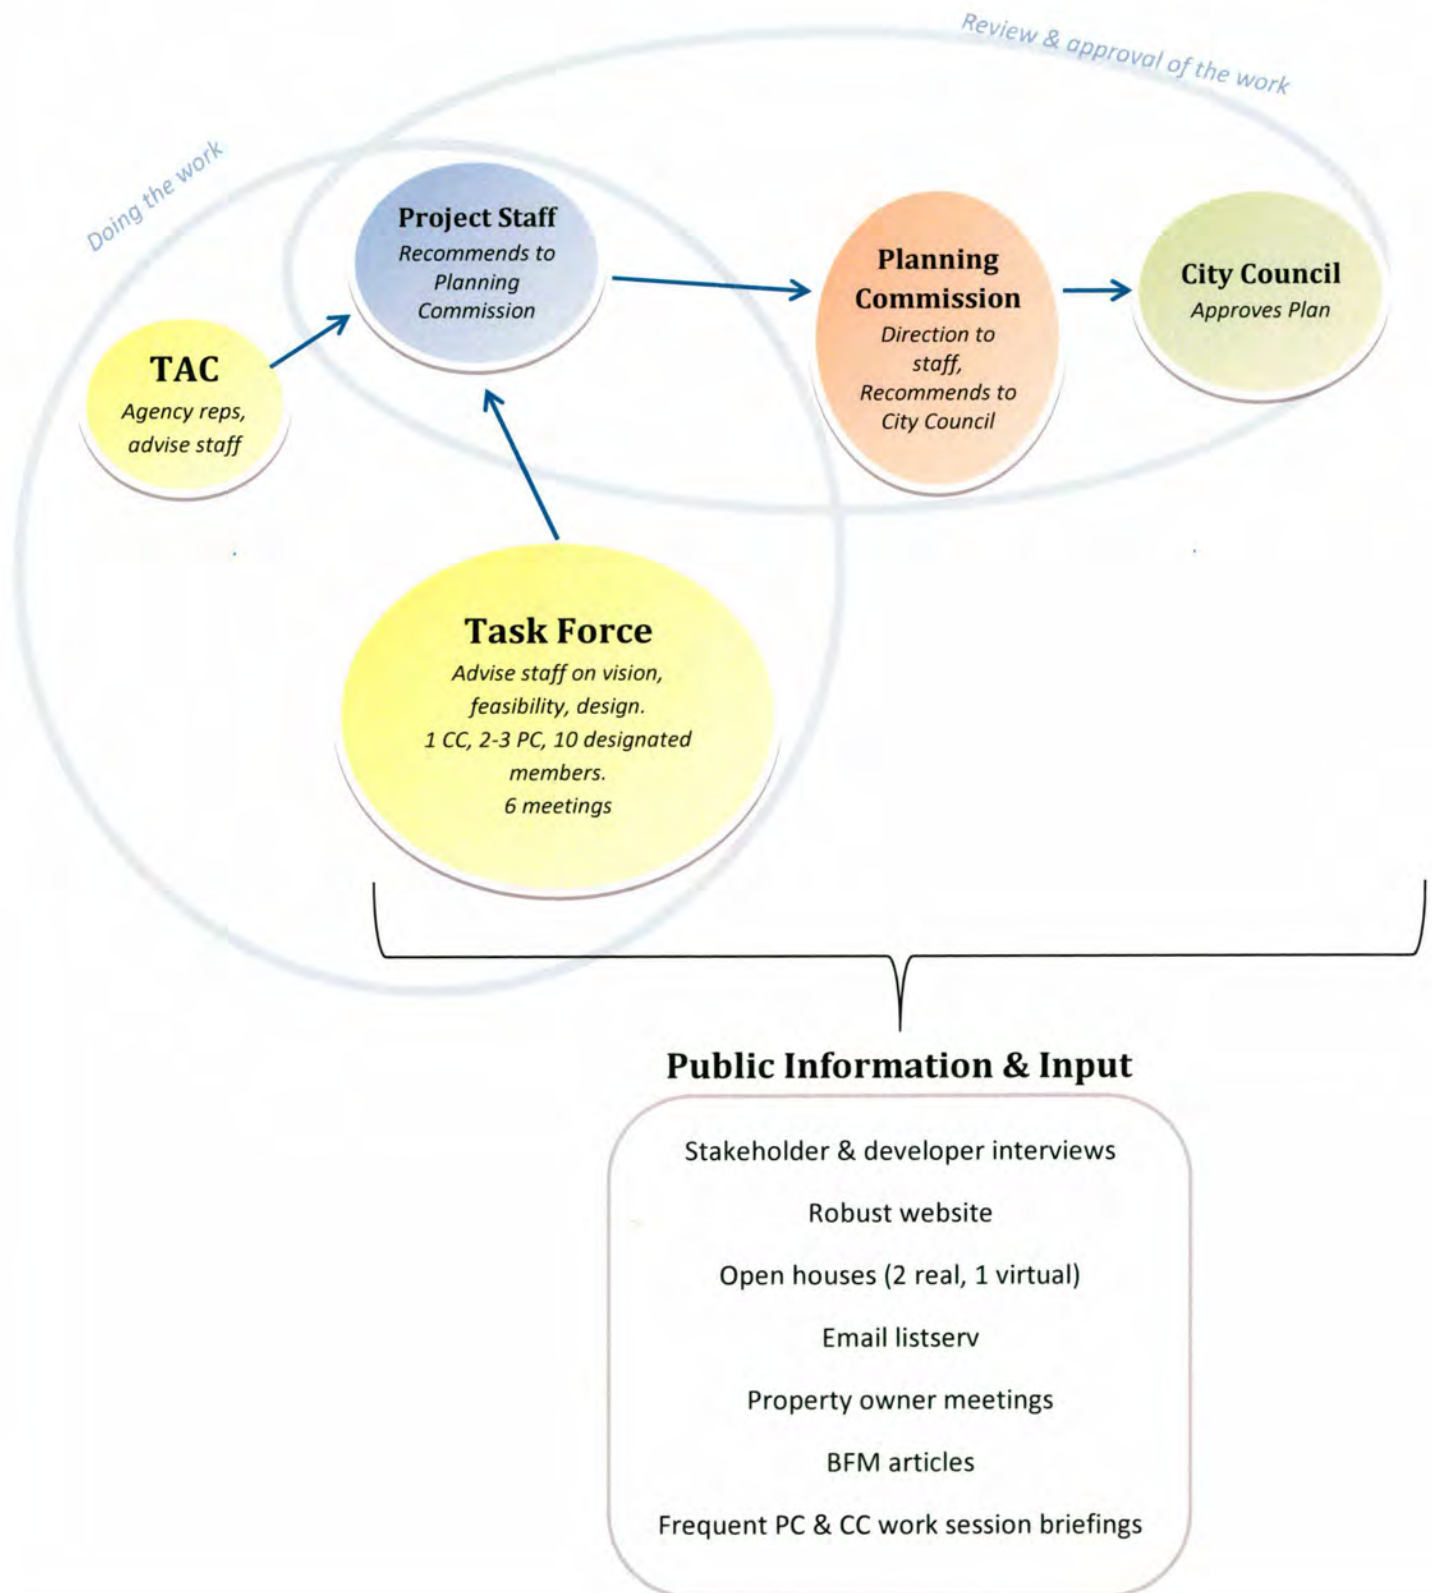 Review & approval of the work
Doing the work
Project Staff
Recommends to
Planning
Commission
Planning
Commission
Direction to
staff,
Recommends to
City Council
City Council
Approves Plan
TAC
Agency reps,
advise staff
Task Force
Advise staff on vision,
feasibility, design.
1 CC, 2-3 PC, 10 designated
members.
6 meetings
Public Information & Input
Stakeholder & developer interviews
Robust website
Open houses (2 real, 1 virtual)
Email listserv
Property owner meetings
BFM articles
Frequent PC & CC work session briefings